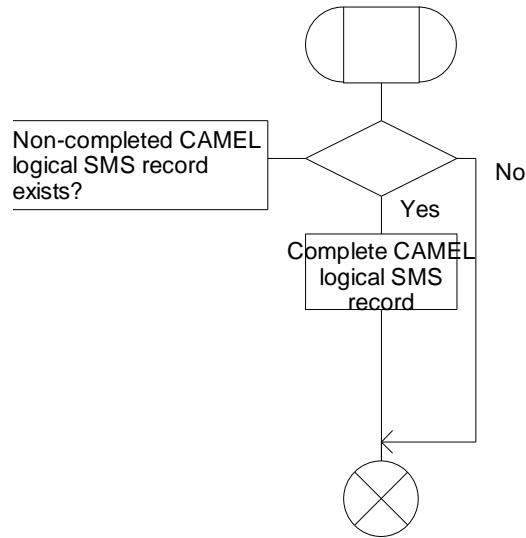 Non-completed CAMEL
logical SMS record
exists?
No
Yes
Complete CAMEL
logical SMS
record